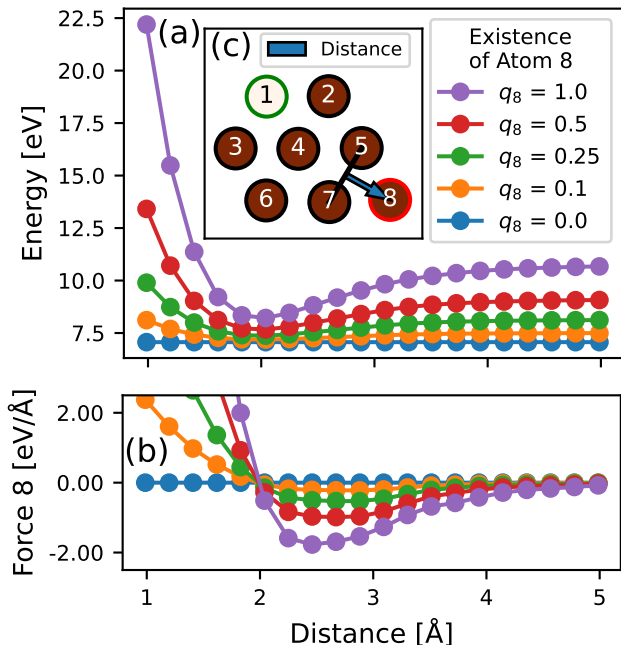 22.5
20.0
17.5
15.0
12.5
10.0
7.5
Energy [eV]
(a)
(c)
Distance
1
2
3
4
5
6
7
8
Existence
of Atom 8
q8 = 1.0
q8 = 0.5
q8 = 0.25
q8 = 0.1
q8 = 0.0
2.00
0.00
-2.00
Force 8 [eV/Å]
(b)
1
2
3
4
5
Distance [Å]